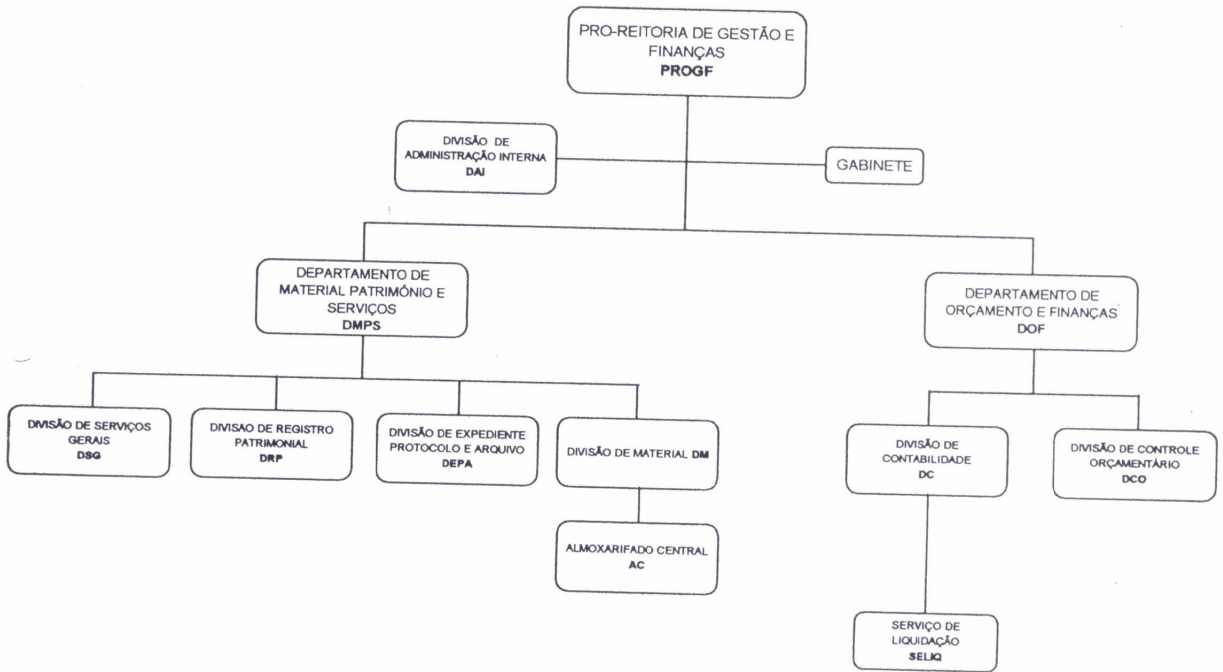 PRO-REITORIA DE GESTÃO E
FINANÇAS
PROGF
DIVISÃO DE
ADMINISTRAÇÃO INTERNA
DAI
GABINETE
DEPARTAMENTO DE
MATERIAL PATRIMÔNIO E
SERVIÇOS
DMPS
DEPARTAMENTO DE
ORÇAMENTO E FINANÇAS
DOF
DIVISÃO DE SERVIÇOS
GERAIS
DSG
DIVISAO DE REGISTRO
PATRIMONIAL
DRP
DIVISÃO DE EXPEDIENTE
PROTOCOLO E ARQUIVO
DEPA
DIVISÃO DE MATERIAL DM
DIVISÃO DE
CONTABILIDADE
DC
DIVISÃO DE CONTROLE
ORÇAMENTÁRIO
DCO
ALMOXARIFADO CENTRAL
AC
SERVIÇO DE
LIQUIDAÇÃO
SELIQ